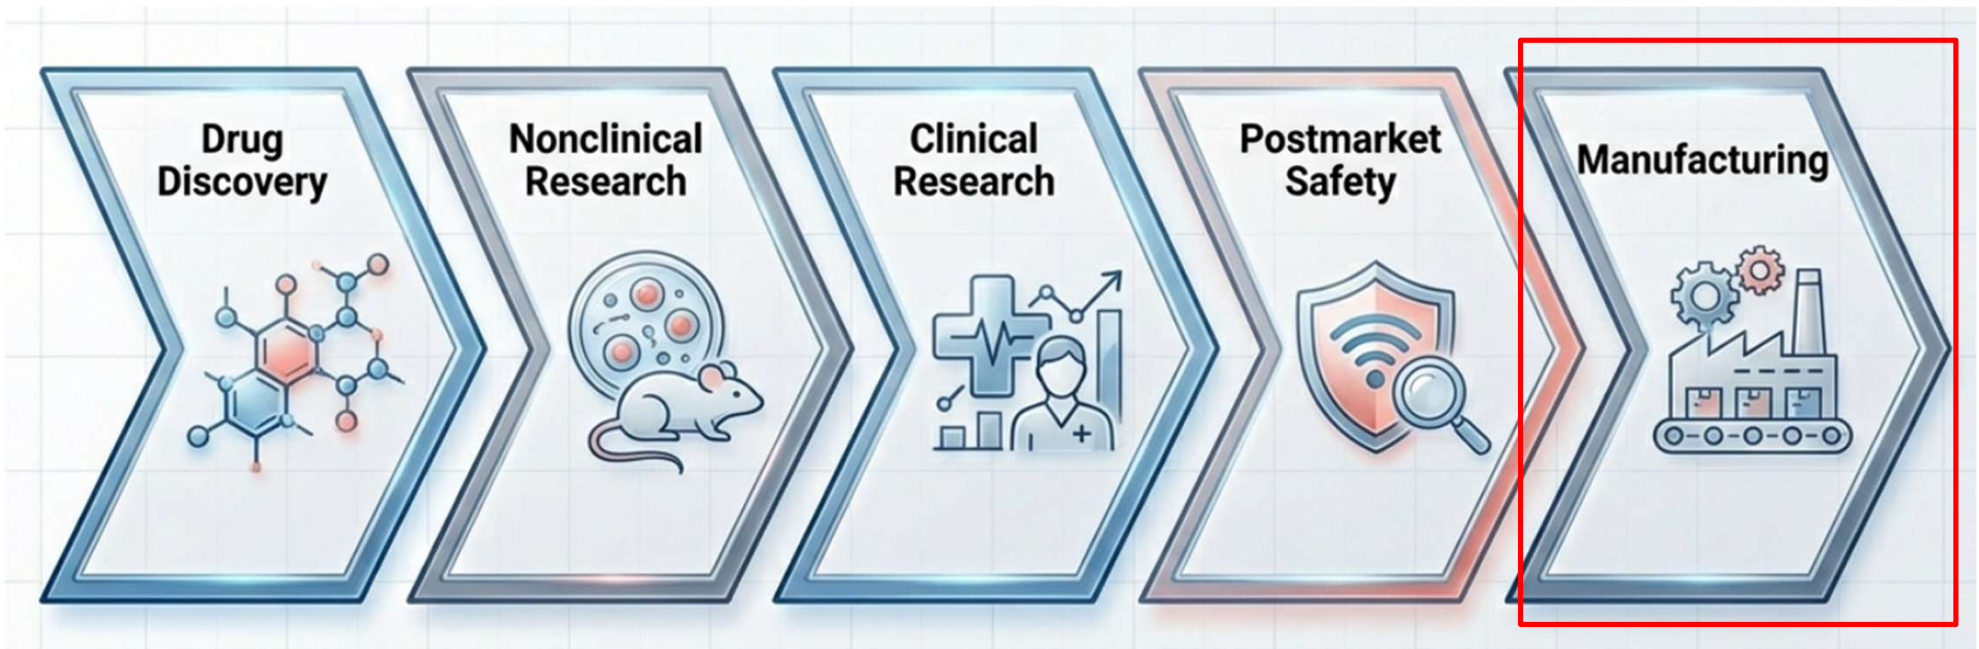 Drug
Discovery
Nonclinical
Research
Clinical
Research
Postmarket
Safety
Manufacturing